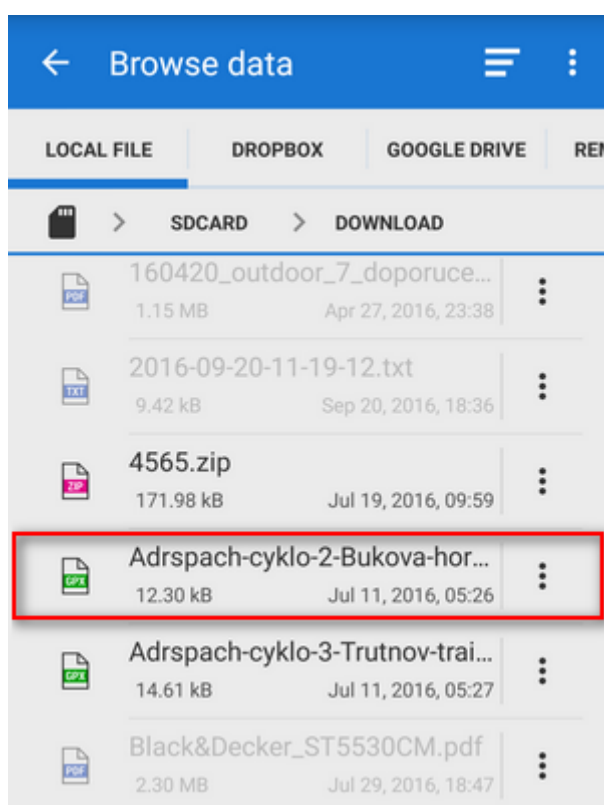 Browse data
LOCAL FILE DROPBOX GOOGLE DRIVE REM
SDCARD > DOWNLOAD
160420_outdoor_7_doporuce...
PDF
1.15 MB Apr 27, 2016, 23:38
2016-09-20-11-19-12.txt
TXT
9.42 kB Sep 20, 2016, 18:36
4565.zip
ZIP
171.98 kB Jul 19, 2016, 09:59
Adrspach-cyklo-2-Bukova-hor...
GPX
12.30 kB Jul 11, 2016, 05:26
Adrspach-cyklo-3-Trutnov-trai...
GPX
14.61 kB Jul 11, 2016, 05:27
Black&Decker_ST5530CM.pdf
PDF
2.30 MB Jul 29, 2016, 18:47